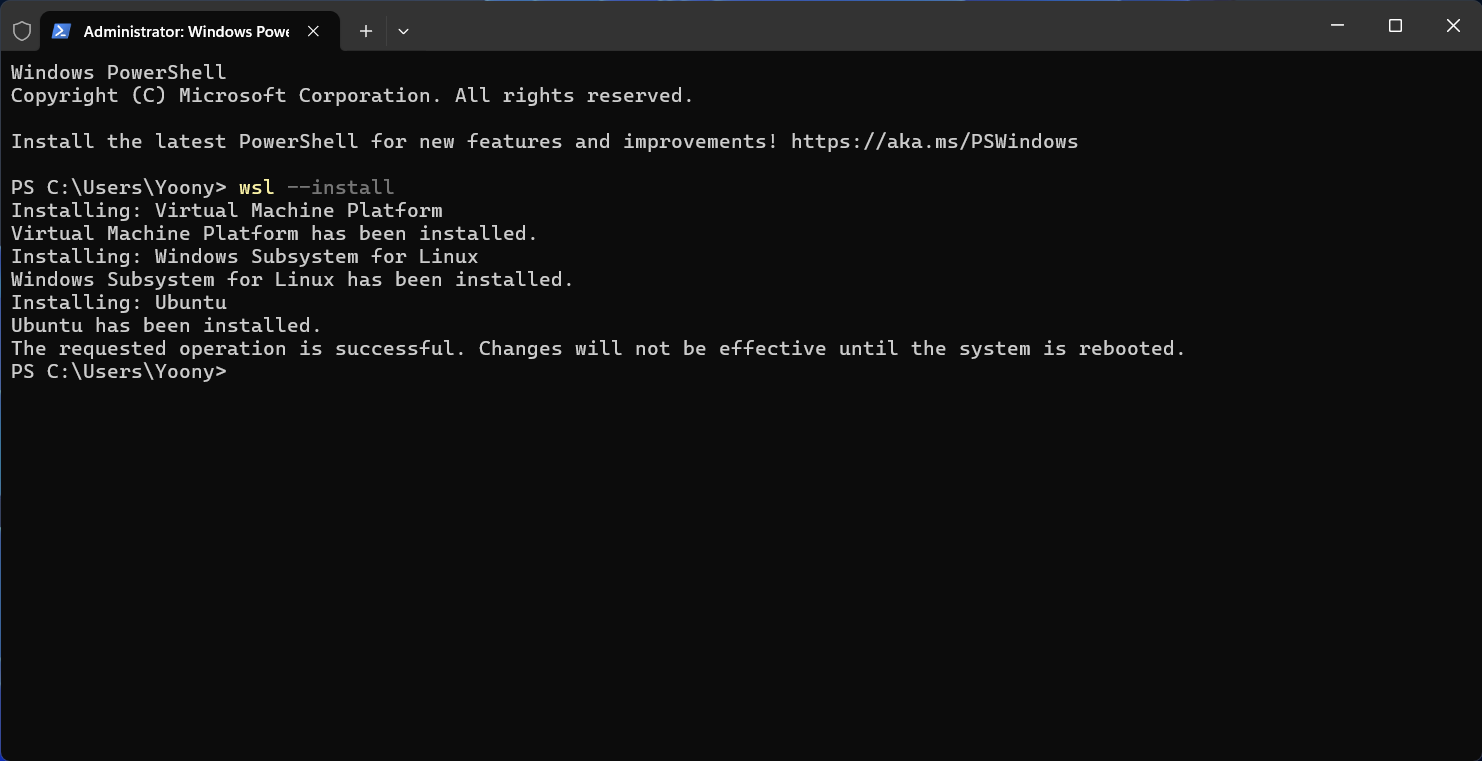 Administrator: Windows Powe
Windows PowerShell
Copyright (C) Microsoft Corporation. All rights reserved.
Install the latest PowerShell for new features and improvements! https://aka.ms/PSWindows
PS C:\Users\Yoony> wsl --install
Installing: Virtual Machine Platform
Virtual Machine Platform has been installed.
Installing: Windows Subsystem for Linux
Windows Subsystem for Linux has been installed.
Installing: Ubuntu
Ubuntu has been installed.
The requested operation is successful. Changes will not be effective until the system is rebooted.
PS C:\Users\Yoony>